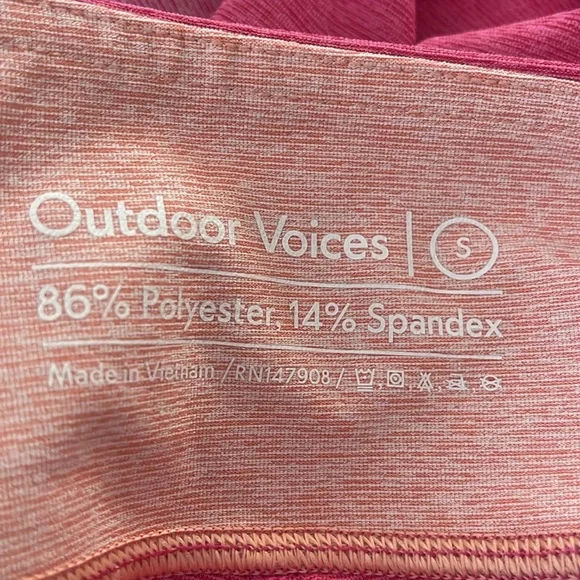 Outdoor Voices | S
86% Polyester, 14% Spandex
Made in Vietnam / RN147908 /